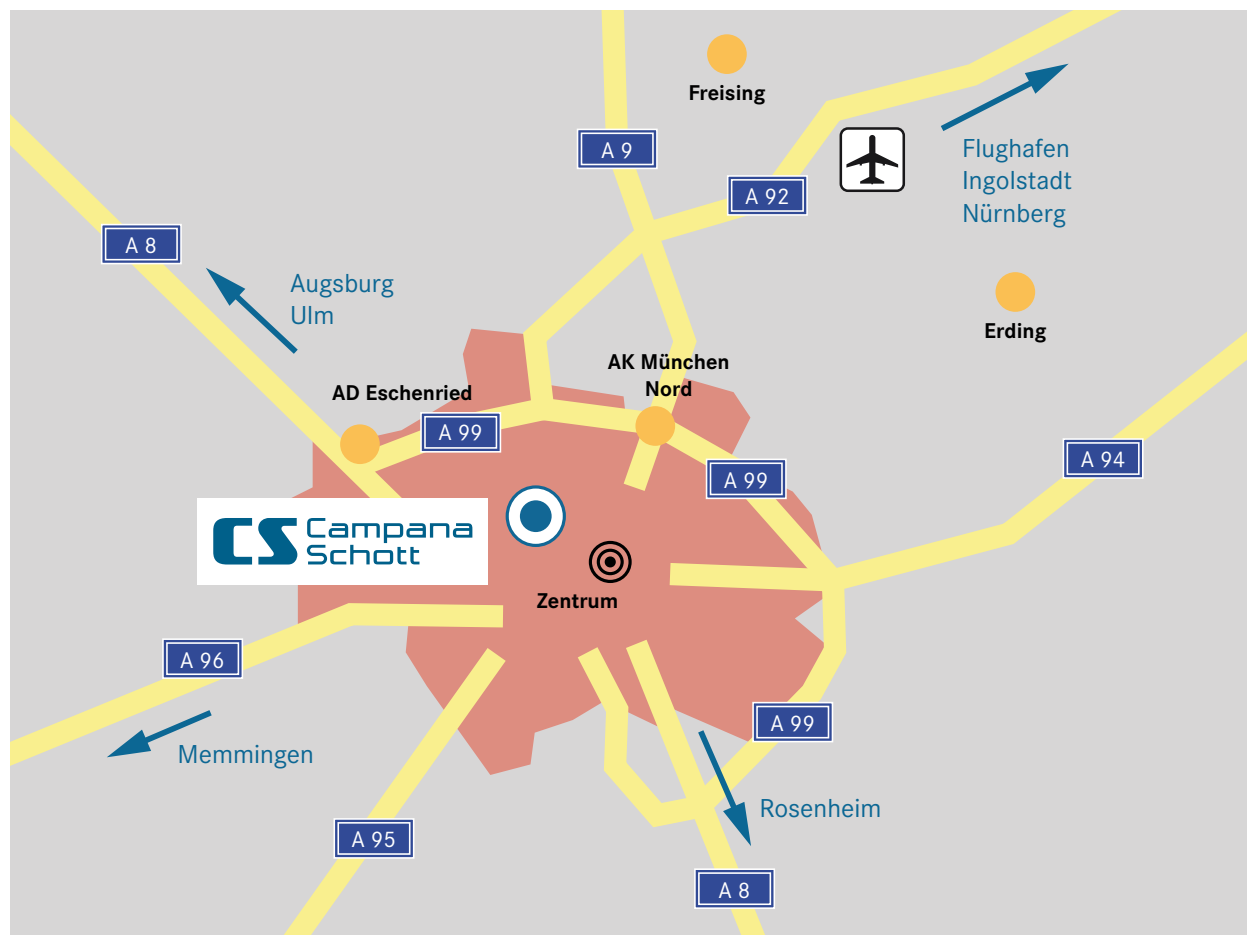 Freising
A 9
Flughafen
Ingolstadt
Nürnberg
A 92
A 8
Augsburg
Ulm
Erding
AK München
Nord
AD Eschenried
A 99
A 94
A 99
Campana
Schott
Zentrum
A 96
A 99
Memmingen
Rosenheim
A 95
A 8